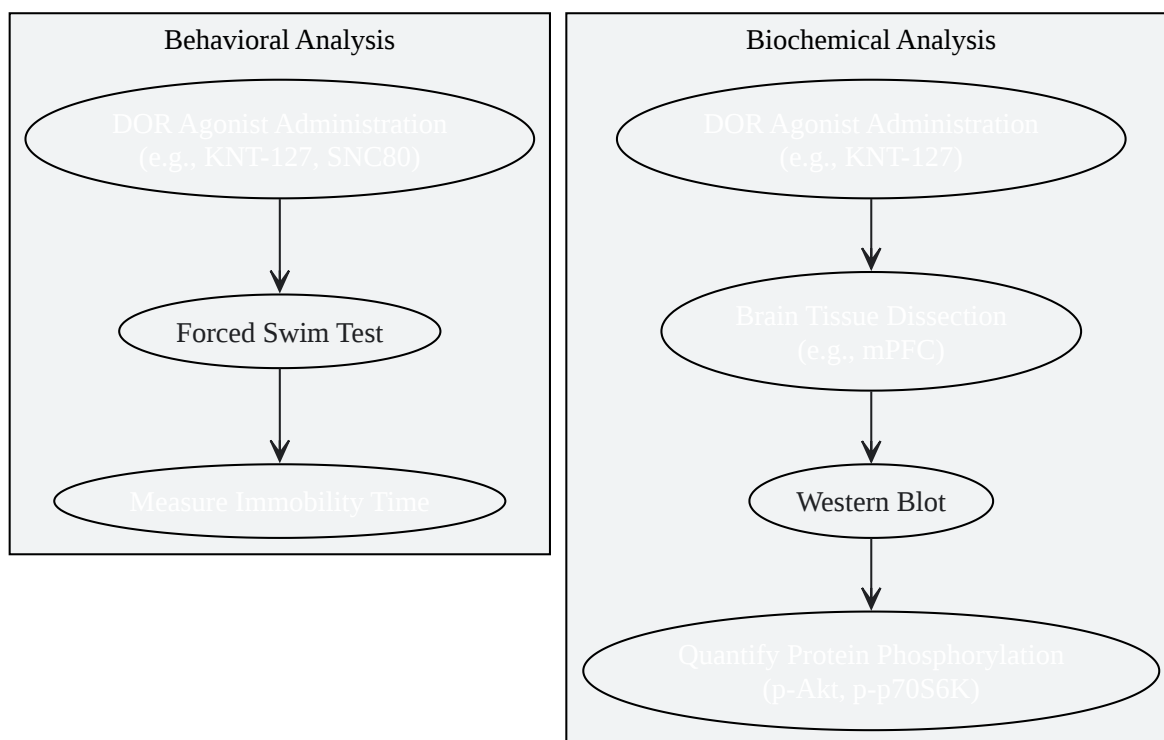 Behavioral Analysis
DOR Agonist Administration
(e.g., KNT-127, SNC80)
Forced Swim Test
Measure Immobility Time
Biochemical Analysis
DOR Agonist Administration
(e.g., KNT-127)
Brain Tissue Dissection
(e.g., mPFC)
Western Blot
Quantify Protein Phosphorylation
(p-Akt, p-p70S6K)